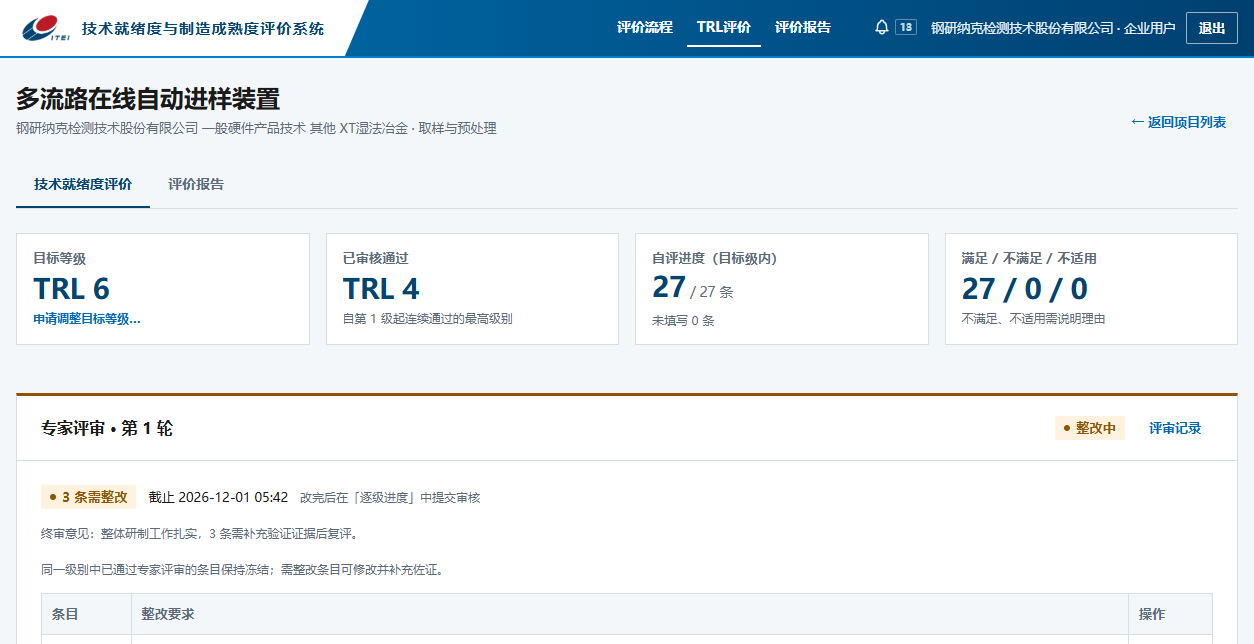 ITEI 技术就绪度与制造成熟度评价系统 评价流程 TRL评价 评价报告 13 钢研纳克检测技术股份有限公司 · 企业用户 退出
多流路在线自动进样装置
钢研纳克检测技术股份有限公司 一般硬件产品技术 其他 XT湿法冶金 · 取样与预处理
← 返回项目列表
技术就绪度评价 评价报告
目标等级
TRL 6
申请调整目标等级...
已审核通过
TRL 4
自第 1 级起连续通过的最高级别
自评进度（目标级内）
27 / 27 条
未填写 0 条
满足 / 不满足 / 不适用
27 / 0 / 0
不满足、不适用需说明理由
专家评审 • 第 1 轮
• 整改中 评审记录
• 3 条需整改 截止 2026-12-01 05:42 改完后在「逐级进度」中提交审核
终审意见：整体研制工作扎实，3 条需补充验证证据后复评。
同一级别中已通过专家评审的条目保持冻结；需整改条目可修改并补充佐证。
条目 整改要求 操作